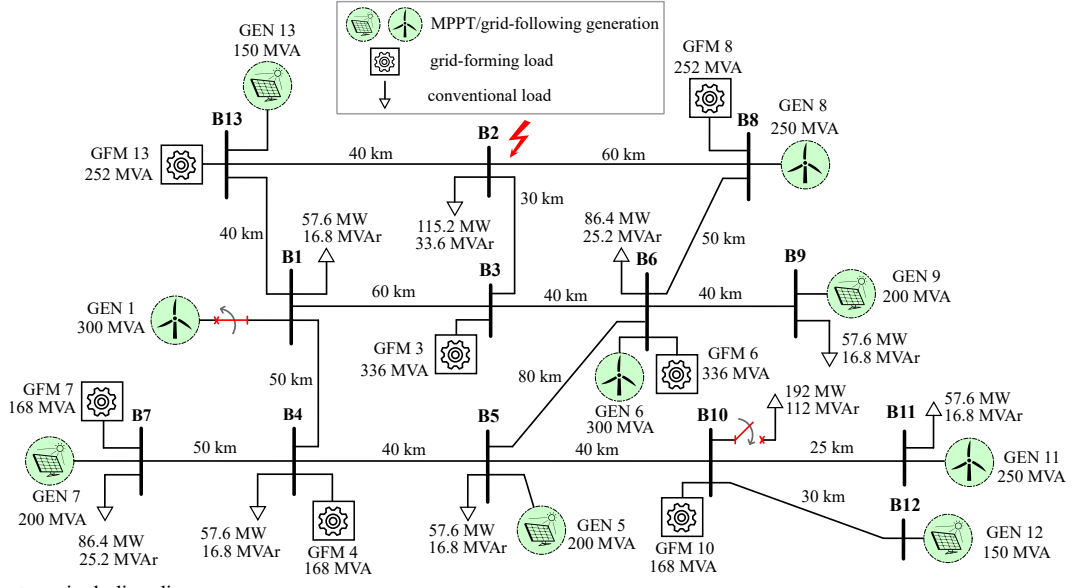 MPPT/grid-following generation
grid-forming load
conventional load
GEN 13
150 MVA
GFM 8
252 MVA
B13
B2
B8
GEN 8
250 MVA
GFM 13
252 MVA
40 km
60 km
30 km
115.2 MW
33.6 MVAr
57.6 MW
16.8 MVAr
86.4 MW
25.2 MVAr
40 km
50 km
B1
B3
B6
B9
GEN 1
300 MVA
60 km
40 km
40 km
GEN 9
200 MVA
GFM 3
336 MVA
57.6 MW
16.8 MVAr
GFM 6
336 MVA
50 km
80 km
GEN 6
300 MVA
192 MW
112 MVAr
GFM 7
168 MVA
B7
B4
B5
B10
B11
57.6 MW
16.8 MVAr
50 km
40 km
40 km
25 km
GEN 7
200 MVA
GEN 11
250 MVA
30 km
B12
86.4 MW
25.2 MVAr
57.6 MW
16.8 MVAr
GFM 4
168 MVA
57.6 MW
16.8 MVAr
GEN 5
200 MVA
GFM 10
168 MVA
GEN 12
150 MVA